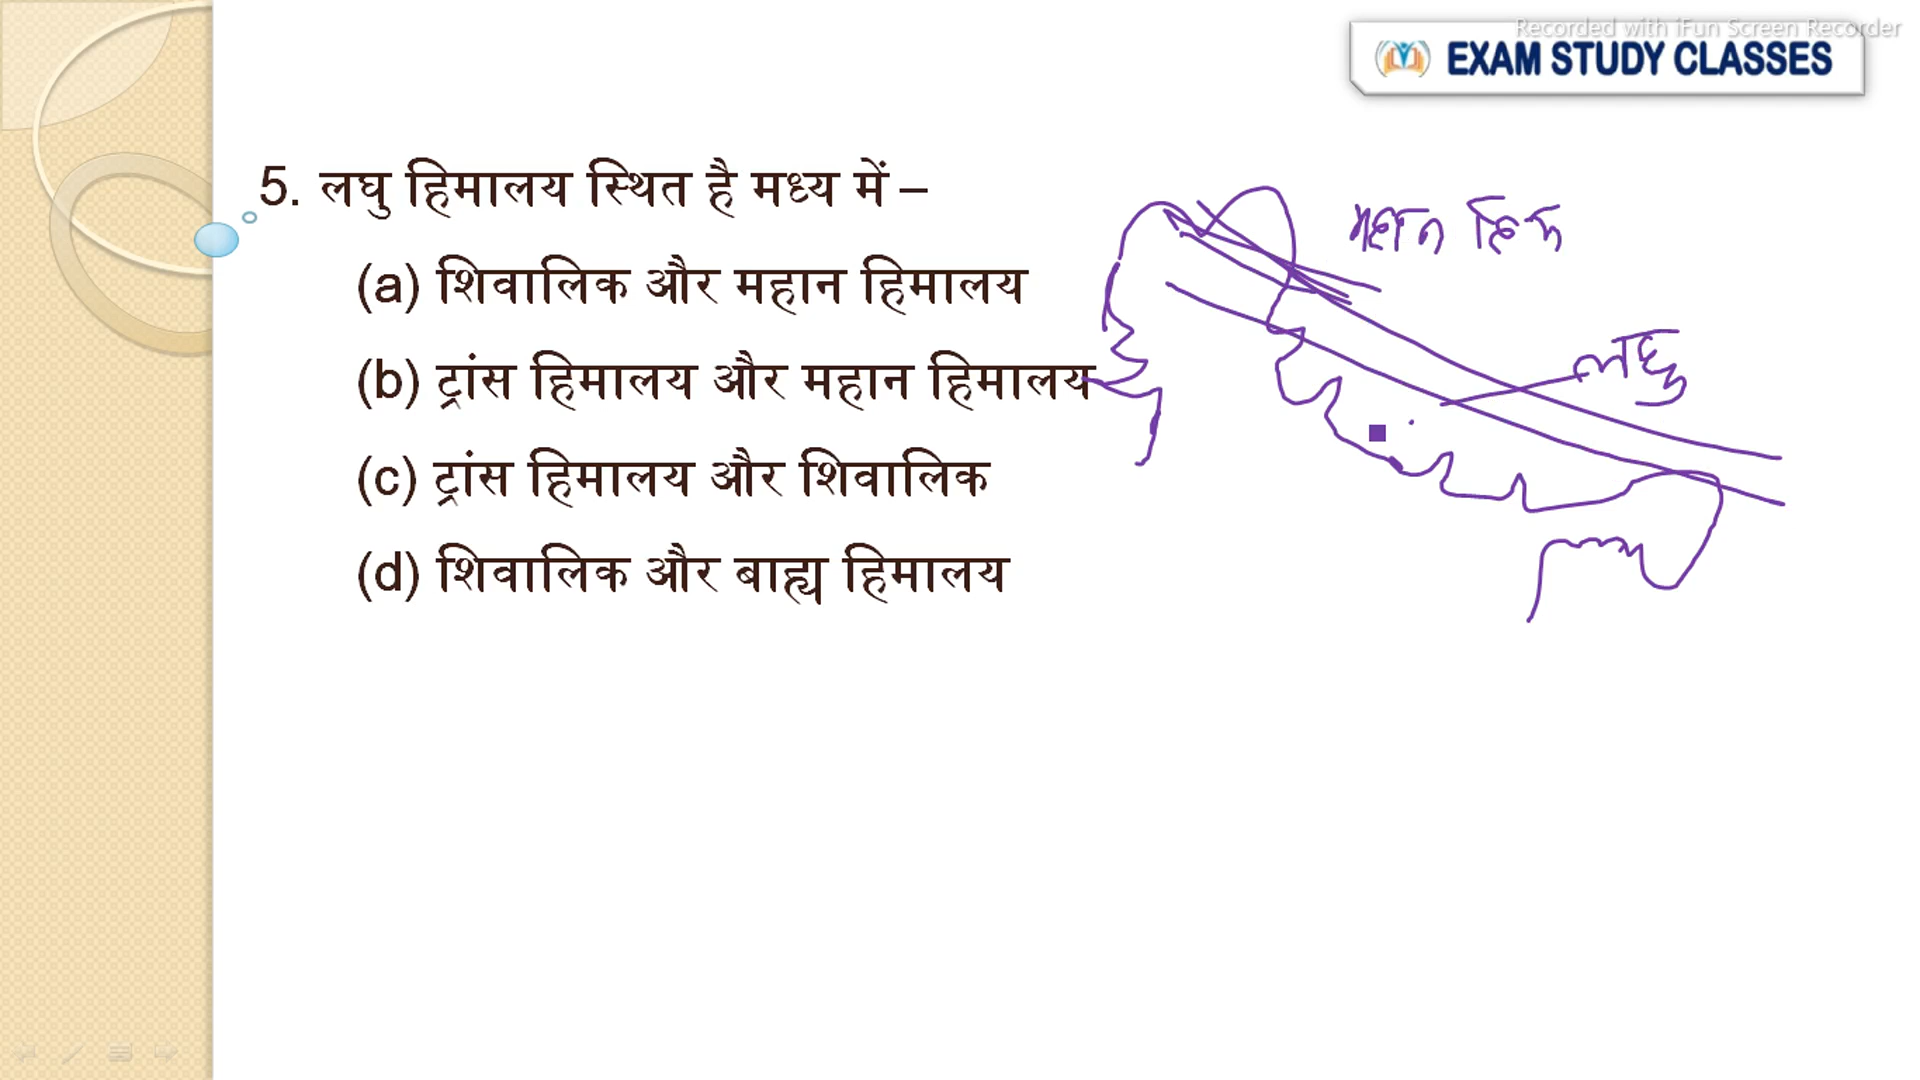 Recorded with iFun Screen Recorder
EXAM STUDY CLASSES
5. लघु हिमालय स्थित है मध्य में –
(a) शिवालिक और महान हिमालय
(b) ट्रांस हिमालय और महान हिमालय
(c) ट्रांस हिमालय और शिवालिक
(d) शिवालिक और बाह्य हिमालय
महान हिम
लघु